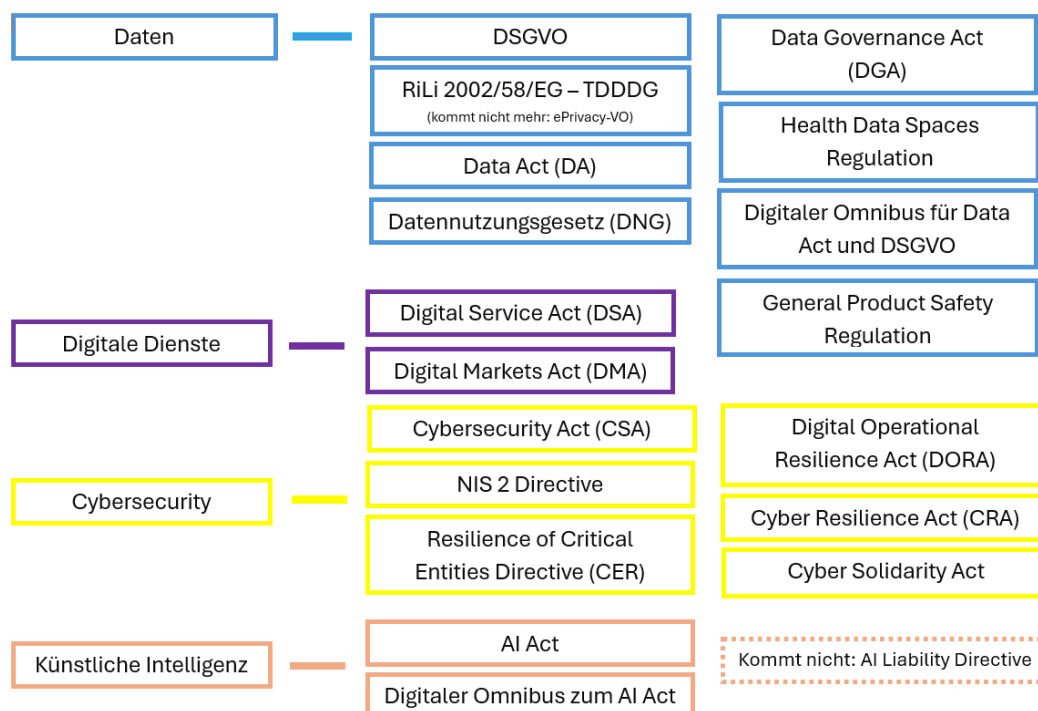 Daten
DSGVO
RiLi 2002/58/EG – TDDDG
(kommt nicht mehr: ePrivacy-VO)
Data Act (DA)
Datennutzungsgesetz (DNG)
Data Governance Act
(DGA)
Health Data Spaces
Regulation
Digitaler Omnibus für Data
Act und DSGVO
General Product Safety
Regulation
Digitale Dienste
Digital Service Act (DSA)
Digital Markets Act (DMA)
Cybersecurity
Cybersecurity Act (CSA)
NIS 2 Directive
Resilience of Critical
Entities Directive (CER)
Digital Operational
Resilience Act (DORA)
Cyber Resilience Act (CRA)
Cyber Solidarity Act
Künstliche Intelligenz
AI Act
Digitaler Omnibus zum AI Act
Kommt nicht: AI Liability Directive